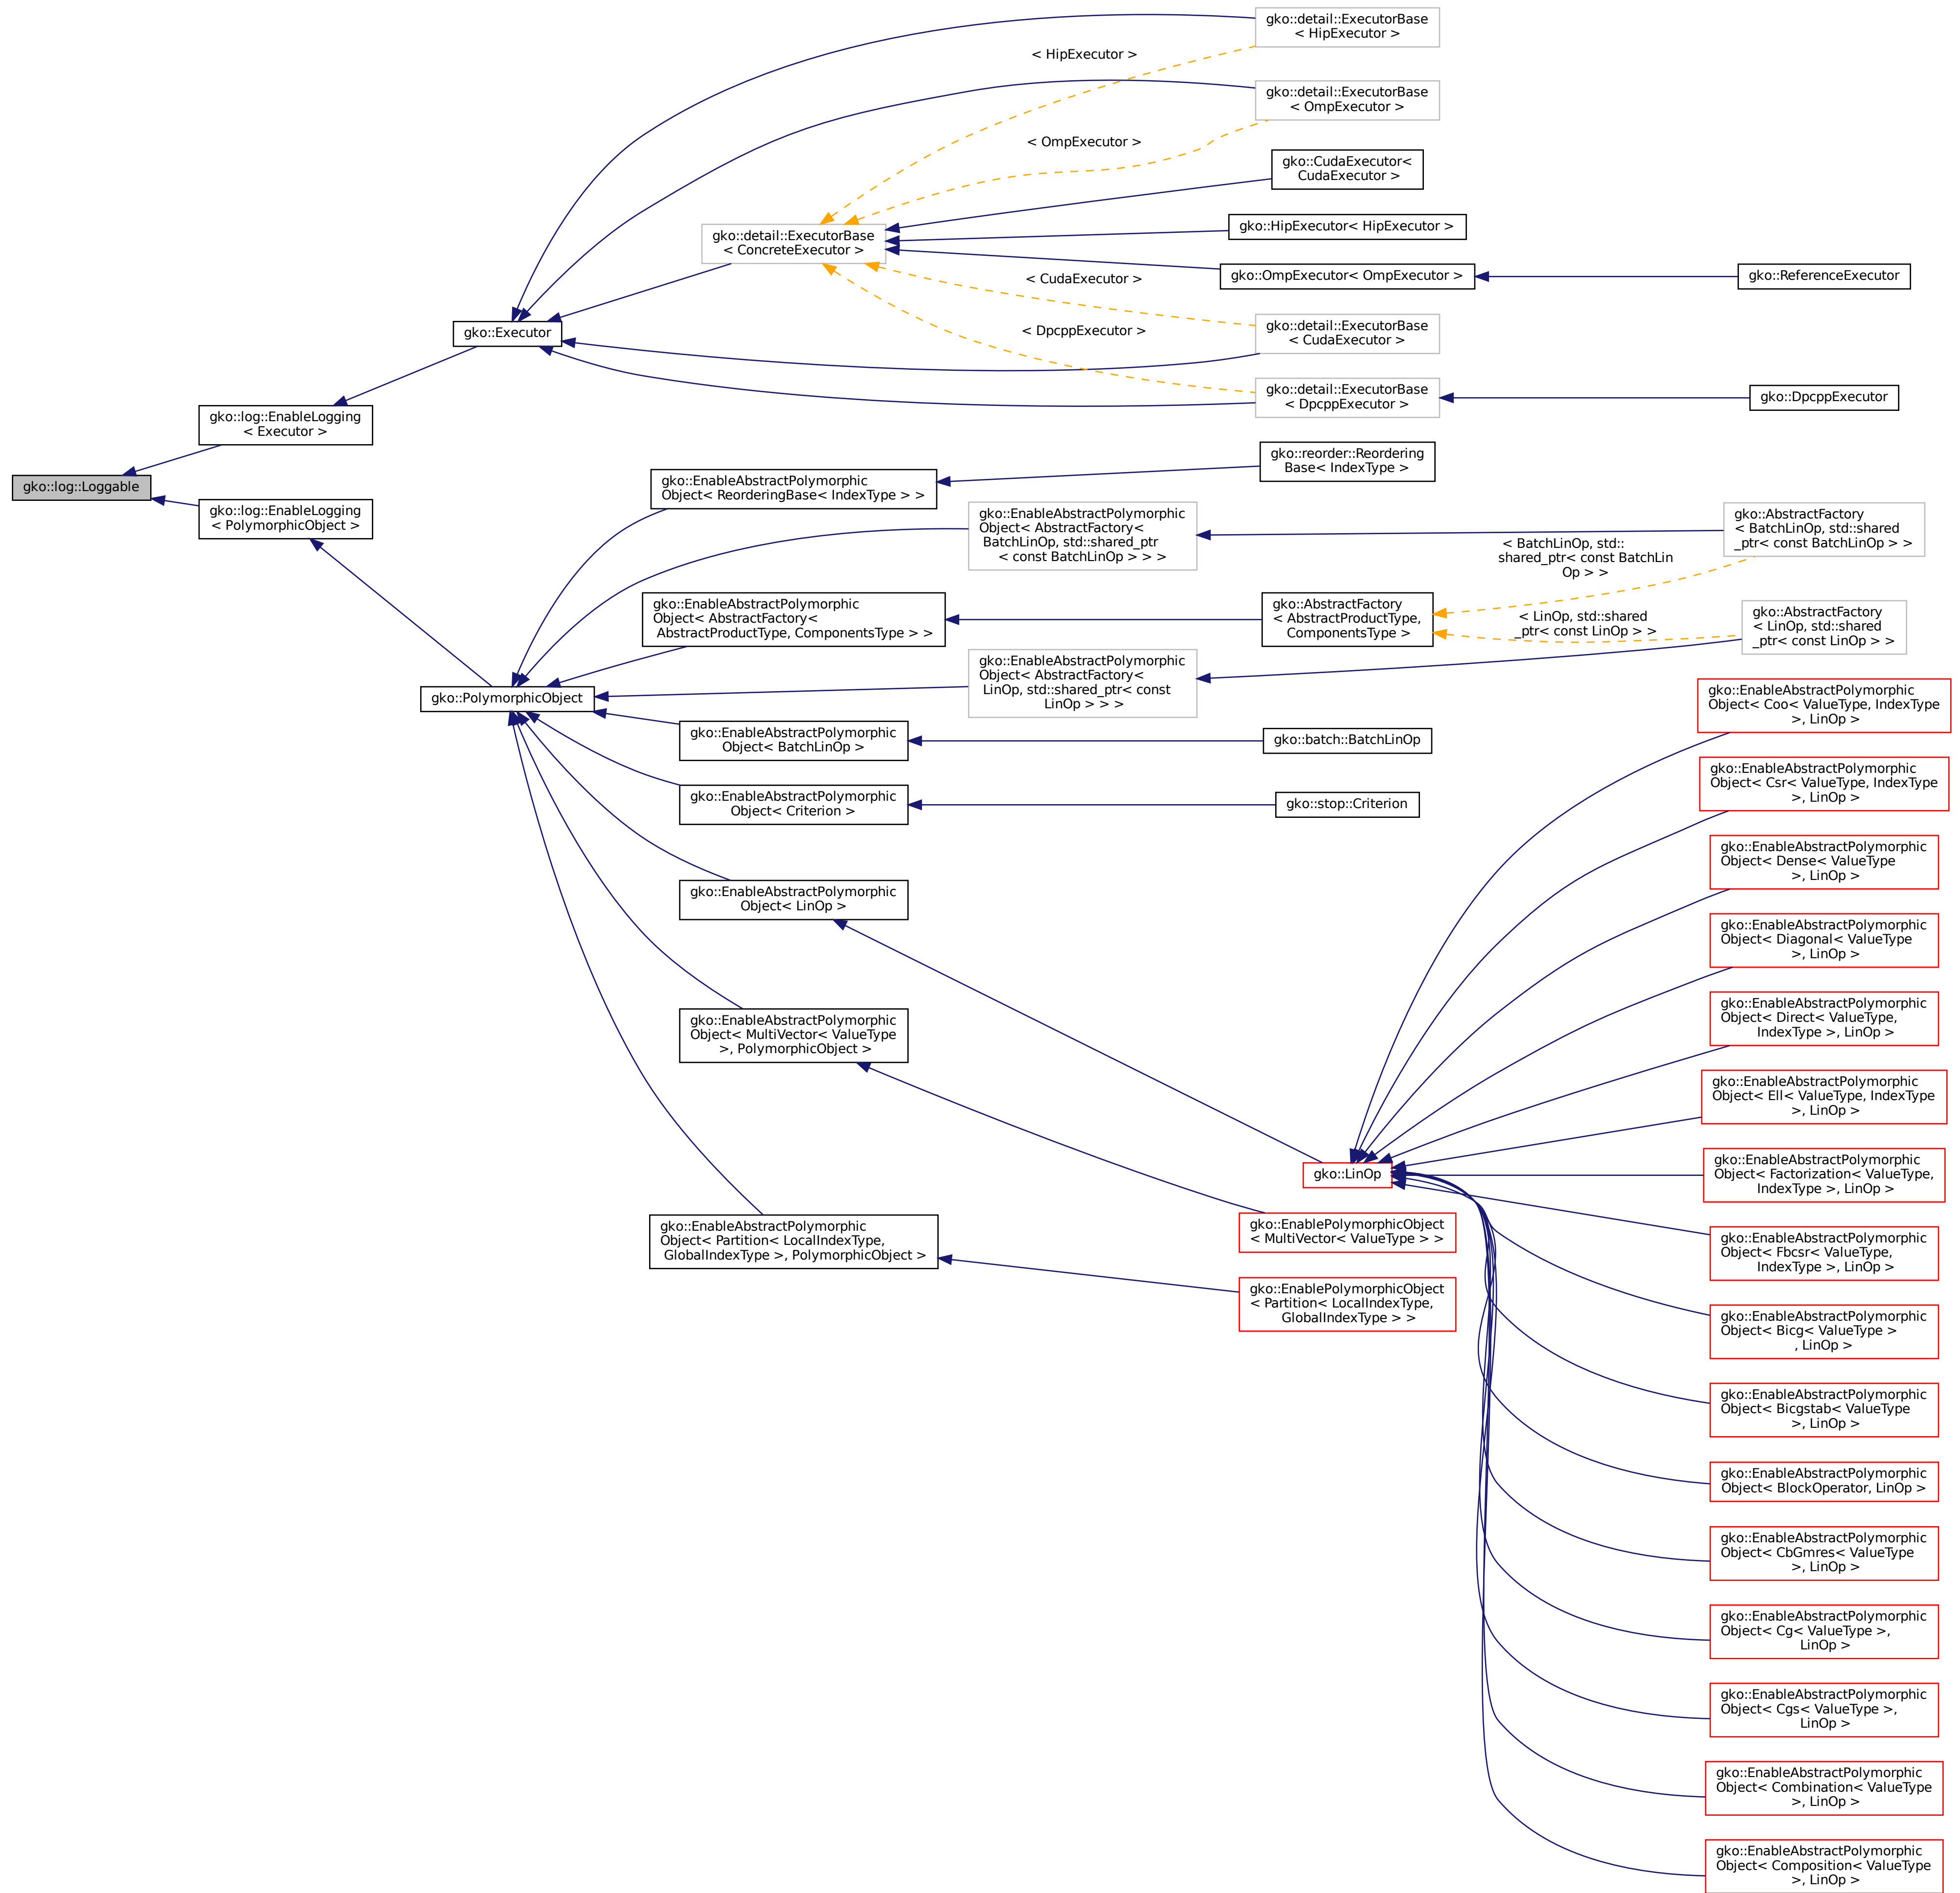 gko::log::Loggable
gko::log::EnableLogging
< Executor >
gko::log::EnableLogging
< PolymorphicObject >
gko::Executor
gko::PolymorphicObject
gko::detail::ExecutorBase
< ConcreteExecutor >
gko::EnableAbstractPolymorphic
Object< ReorderingBase< IndexType > >
gko::EnableAbstractPolymorphic
Object< AbstractFactory<
BatchLinOp, std::shared_ptr
< const BatchLinOp > > >
gko::EnableAbstractPolymorphic
Object< AbstractFactory<
AbstractProductType, ComponentsType > >
gko::EnableAbstractPolymorphic
Object< AbstractFactory<
LinOp, std::shared_ptr< const
LinOp > > >
gko::EnableAbstractPolymorphic
Object< BatchLinOp >
gko::EnableAbstractPolymorphic
Object< Criterion >
gko::EnableAbstractPolymorphic
Object< LinOp >
gko::EnableAbstractPolymorphic
Object< MultiVector< ValueType
>, PolymorphicObject >
gko::EnableAbstractPolymorphic
Object< Partition< LocalIndexType,
GlobalIndexType >, PolymorphicObject >
< HipExecutor >
< OmpExecutor >
< CudaExecutor >
< DpcppExecutor >
gko::detail::ExecutorBase
< HipExecutor >
gko::detail::ExecutorBase
< OmpExecutor >
gko::CudaExecutor<
CudaExecutor >
gko::HipExecutor< HipExecutor >
gko::OmpExecutor< OmpExecutor >
gko::detail::ExecutorBase
< CudaExecutor >
gko::detail::ExecutorBase
< DpcppExecutor >
gko::reorder::Reordering
Base< IndexType >
gko::AbstractFactory
< AbstractProductType,
ComponentsType >
gko::batch::BatchLinOp
gko::stop::Criterion
gko::LinOp
gko::EnablePolymorphicObject
< MultiVector< ValueType > >
gko::EnablePolymorphicObject
< Partition< LocalIndexType,
GlobalIndexType > >
< BatchLinOp, std::
shared_ptr< const BatchLin
Op > >
< LinOp, std::shared
_ptr< const LinOp > >
gko::ReferenceExecutor
gko::DpcppExecutor
gko::AbstractFactory
< BatchLinOp, std::shared
_ptr< const BatchLinOp > >
gko::AbstractFactory
< LinOp, std::shared
_ptr< const LinOp > >
gko::EnableAbstractPolymorphic
Object< Coo< ValueType, IndexType
>, LinOp >
gko::EnableAbstractPolymorphic
Object< Csr< ValueType, IndexType
>, LinOp >
gko::EnableAbstractPolymorphic
Object< Dense< ValueType
>, LinOp >
gko::EnableAbstractPolymorphic
Object< Diagonal< ValueType
>, LinOp >
gko::EnableAbstractPolymorphic
Object< Direct< ValueType,
IndexType >, LinOp >
gko::EnableAbstractPolymorphic
Object< Ell< ValueType, IndexType
>, LinOp >
gko::EnableAbstractPolymorphic
Object< Factorization< ValueType,
IndexType >, LinOp >
gko::EnableAbstractPolymorphic
Object< Fbcsr< ValueType,
IndexType >, LinOp >
gko::EnableAbstractPolymorphic
Object< Bicg< ValueType >
, LinOp >
gko::EnableAbstractPolymorphic
Object< Bicgstab< ValueType
>, LinOp >
gko::EnableAbstractPolymorphic
Object< BlockOperator, LinOp >
gko::EnableAbstractPolymorphic
Object< CbGmres< ValueType
>, LinOp >
gko::EnableAbstractPolymorphic
Object< Cg< ValueType >,
LinOp >
gko::EnableAbstractPolymorphic
Object< Cgs< ValueType >,
LinOp >
gko::EnableAbstractPolymorphic
Object< Combination< ValueType
>, LinOp >
gko::EnableAbstractPolymorphic
Object< Composition< ValueType
>, LinOp >